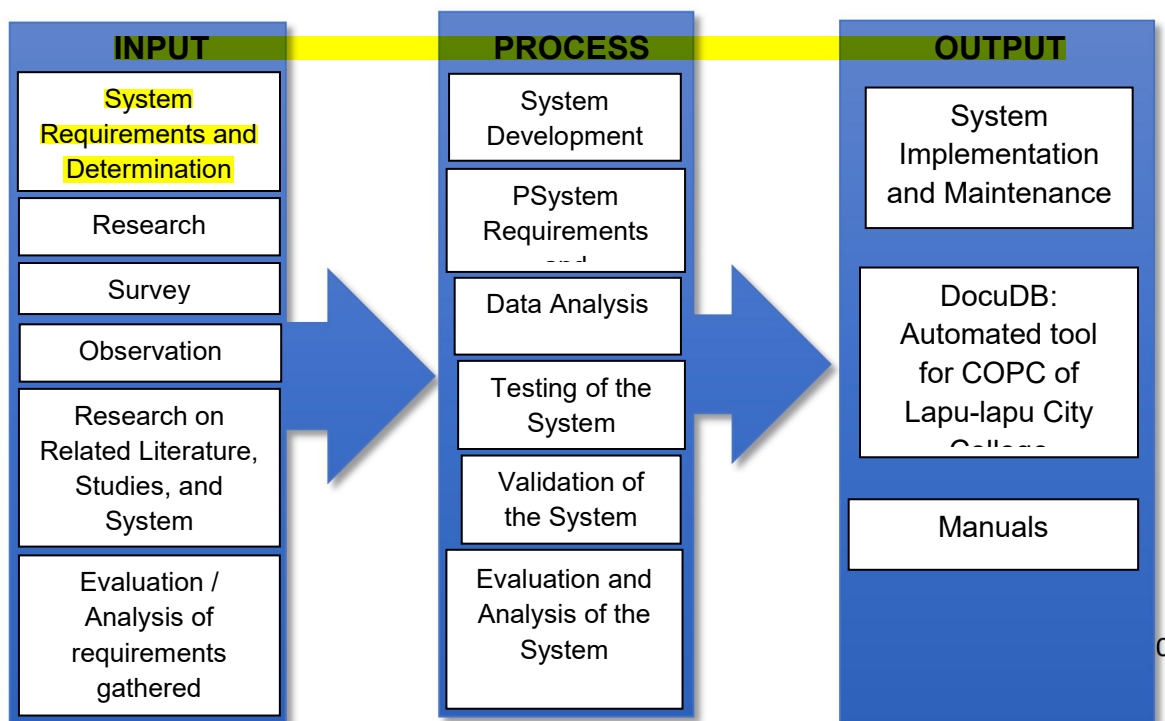 INPUT
System
Requirements and
Determination
Research
Survey
Observation
Research on
Related Literature,
Studies, and
System
Evaluation /
Analysis of
requirements
gathered
PROCESS
System
Development
PSystem
Requirements
and
Data Analysis
Testing of the
System
Validation of
the System
Evaluation and
Analysis of the
System
OUTPUT
System
Implementation
and Maintenance
DocuDB:
Automated tool
for COPC of
Lapu-lapu City
College
Manuals